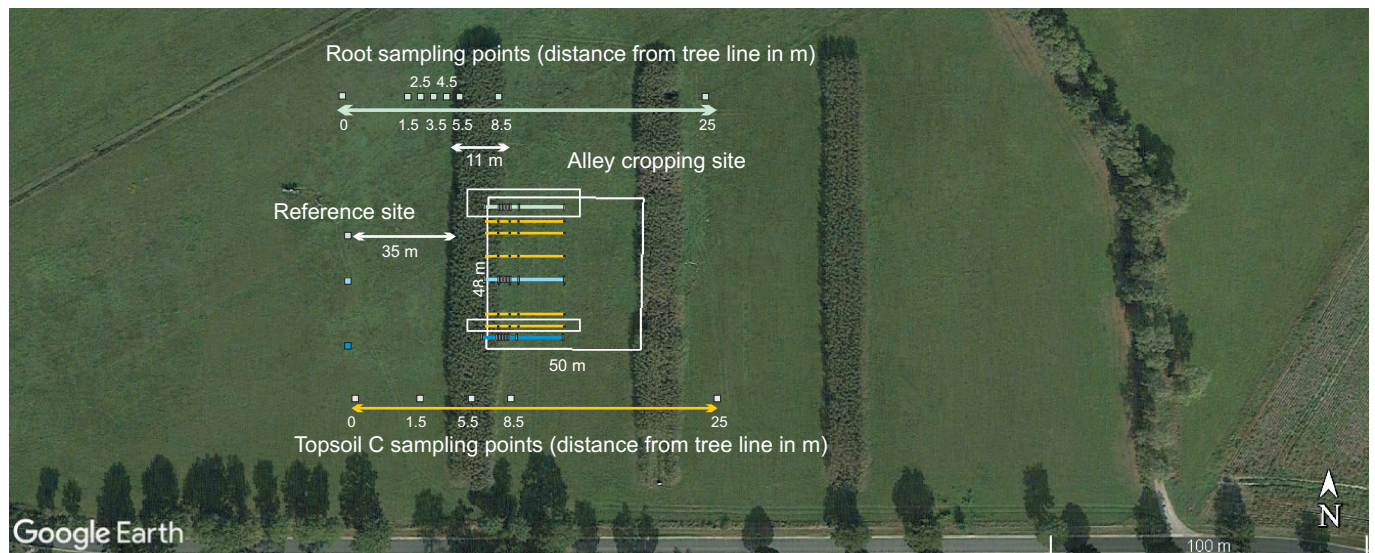 Root sampling points (distance from tree line in m)
2.5 4.5
0 1.5 3.5 5.5 8.5 25
11 m
Alley cropping site
Reference site
35 m
48 m
50 m
0 1.5 5.5 8.5 25
Topsoil C sampling points (distance from tree line in m)
Google Earth
N
100 m